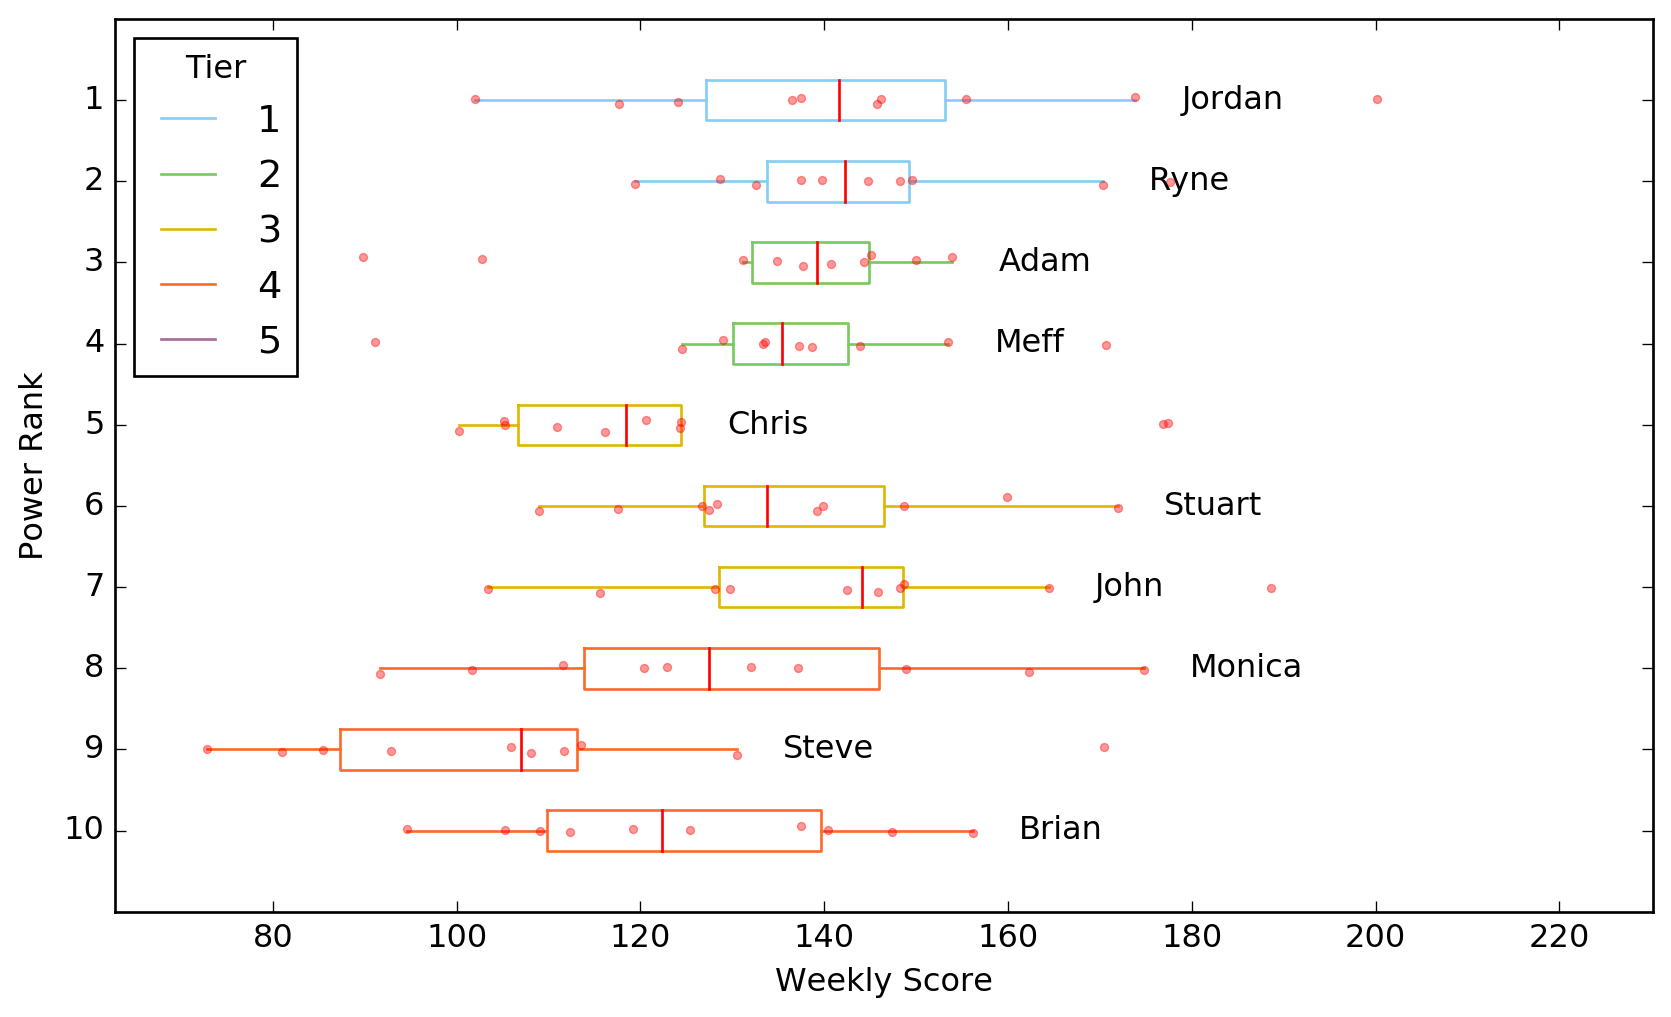 Tier
1
2
3
4
5
Power Rank
1 Jordan
2 Ryne
3 Adam
4 Meff
5 Chris
6 Stuart
7 John
8 Monica
9 Steve
10 Brian
80 100 120 140 160 180 200 220
Weekly Score